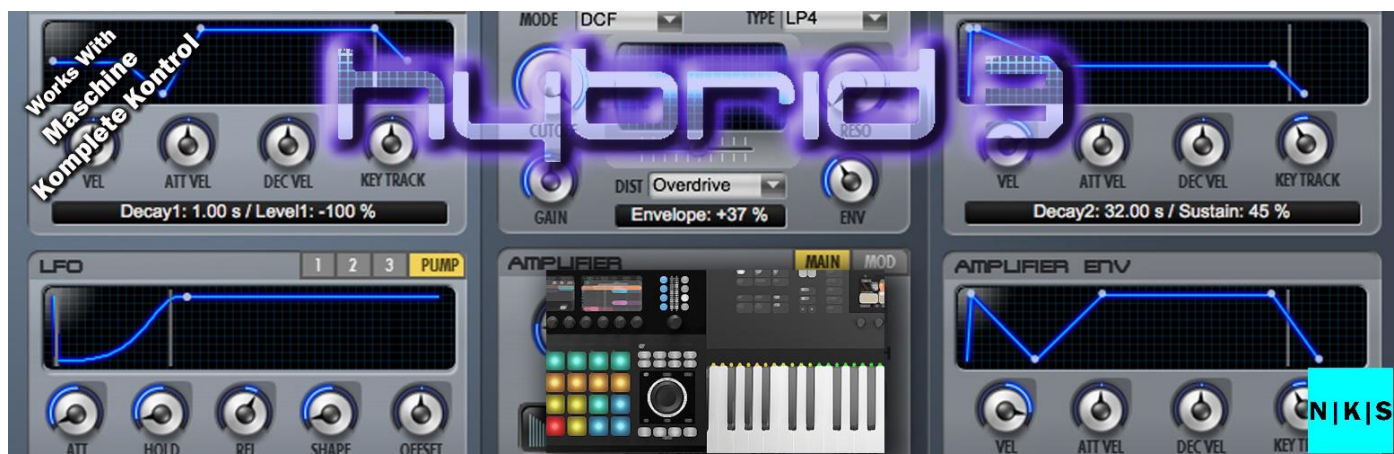 Works With
Maschine
Komplete Kontrol
hybrid 3
MODE DCF TYPE LP4
RESO
VEL ATT VEL DEC VEL KEY TRACK
Decay1: 1.00 s / Level1: -100 %
GAIN DIST Overdrive ENV
Envelope: +37 %
VEL ATT VEL DEC VEL KEY TRACK
Decay2: 32.00 s / Sustain: 45 %
LFO 1 2 3 PUMP
AMPLIFIER MAIN MOD
AMPLIFIER ENV
ATT HOLD REL SHAPE OFFSET
VEL ATT VEL DEC VEL
N|K|S